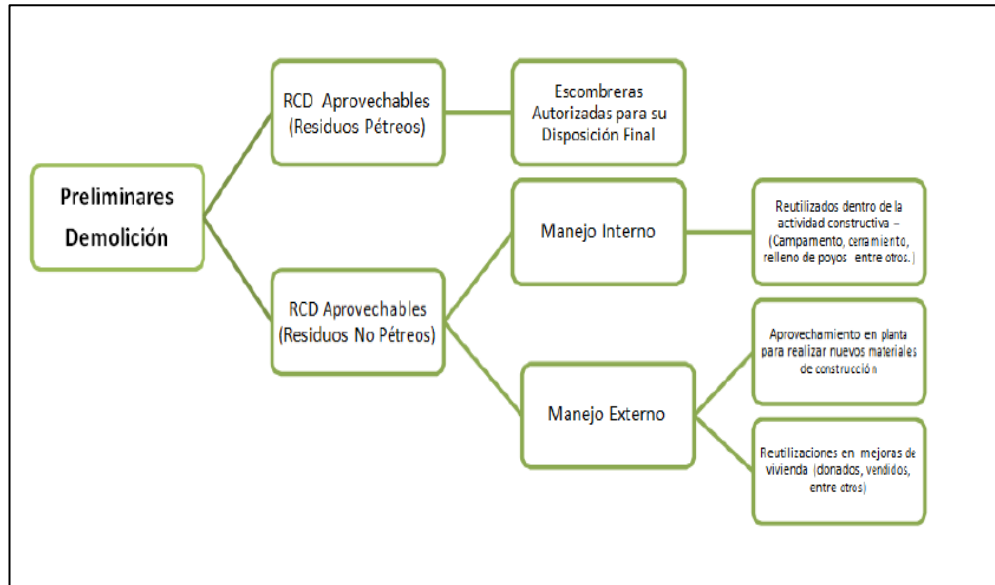 Preliminares
Demolición
RCD Aprovechables
(Residuos Pétreos)
Escombreras
Autorizadas para su
Disposición Final
RCD Aprovechables
(Residuos No Pétreos)
Manejo Interno
Reutilizados dentro de la
actividad constructiva –
(Campamento, cerramiento,
relleno de poyos entre otros.)
Manejo Externo
Aprovechamiento en planta
para realizar nuevos materiales
de construcción
Reutilizaciones en mejoras de
vivienda (donados, vendidos,
entre otros)